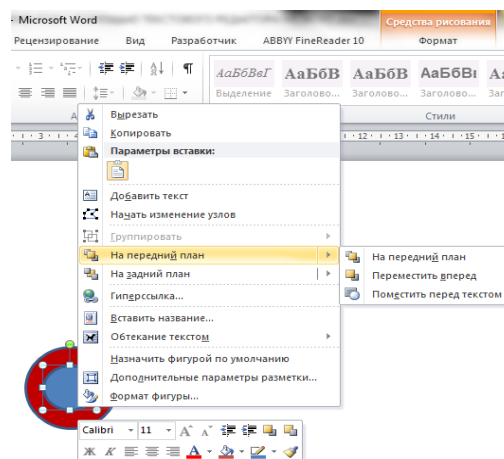 - Microsoft Word
Средства рисования
Рецензирование Вид Разработчик ABBYY FineReader 10 Формат
АаБбВвГ АаБбВ АаБбВ АаБбВ
Выделение Заголово... Заголово... Заголово...
Стили
Вырезать
Копировать
Параметры вставки:
Добавить текст
Начать изменение узлов
Группировать
На передний план
На задний план
Гиперссылка...
Вставить название...
Обтекание текстом
Назначить фигурой по умолчанию
Дополнительные параметры разметки...
Формат фигуры...
На передний план
Переместить вперед
Поместить перед текстом
Calibri 11 A A
Ж К A